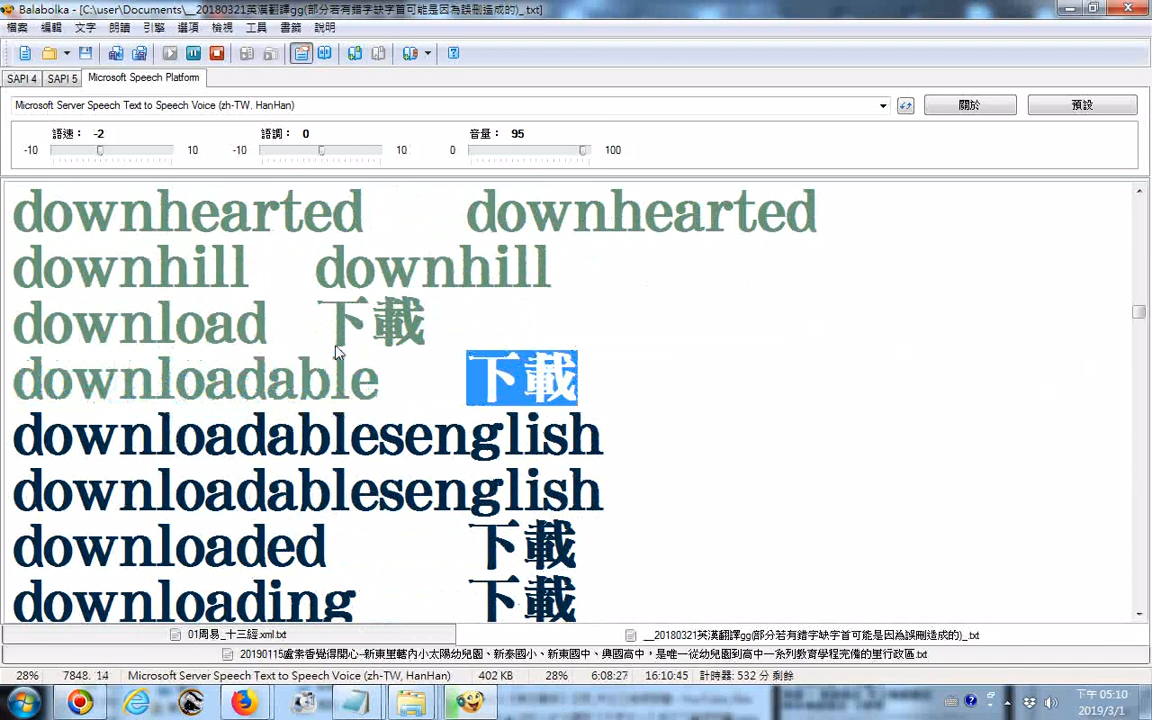 Balabolka - [C:\user\Documents\__20180321英漢翻譯gg(部分若有錯字缺字首可能是因為誤刪造成的)_.txt]
檔案 編輯 文字 朗讀 引擎 選項 檢視 工具 書籤 說明
SAPI 4 SAPI 5 Microsoft Speech Platform
Microsoft Server Speech Text to Speech Voice (zh-TW, HanHan) 關於 預設
語速： -2 語調： 0 音量： 95
-10 10 -10 10 0 100
downhearted downhearted
downhill downhill
download 下載
downloadable 下載
downloadablesenglish
downloadablesenglish
downloaded 下載
downloading 下載
01周易_十三經.xml.txt __20180321英漢翻譯gg(部分若有錯字缺字首可能是因為誤刪造成的)_.txt
20190115盧素香覺得開心-新東里轄內小太陽幼兒園、新泰國小、新東國中、興國高中，是唯一從幼兒園到高中一系列教育學程完備的里行政區.txt
28% 7848: 14 Microsoft Server Speech Text to Speech Voice (zh-TW, HanHan) 402 KB 28% 6:08:27 16:10:45 計時器: 532 分 剩餘
下午 05:10
2019/3/1